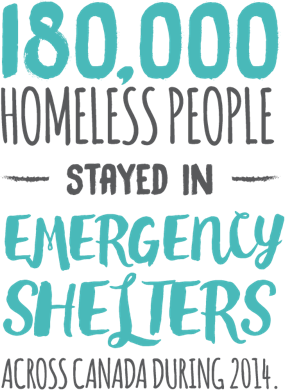 180,000
HOMELESS PEOPLE
STAYED IN
EMERGENCY
SHELTERS
ACROSS CANADA DURING 2014.